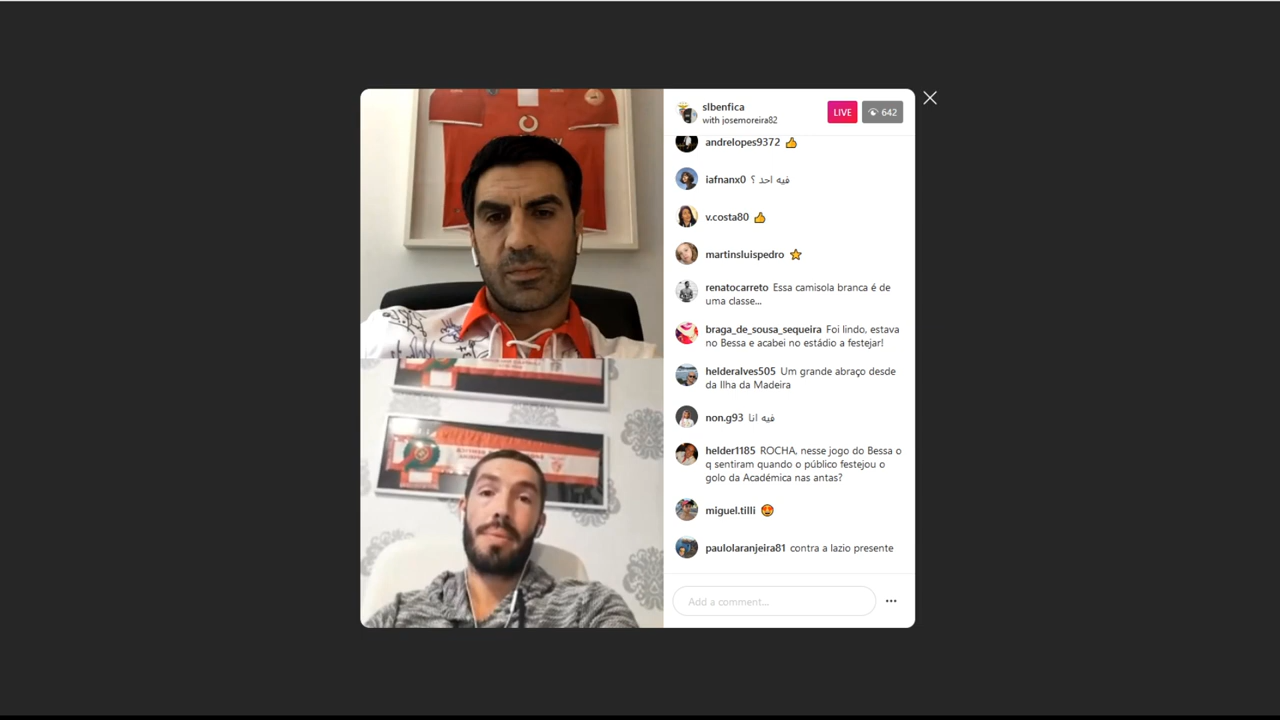 slbenfica
with josemoreira82
LIVE
642
andrelopes9372 👍
iafnanx0 فيه احد ؟
v.costa80 👍
martinsluispedro ⭐
renatocarreto Essa camisola branca é de
uma classe...
braga_de_sousa_sequeira Foi lindo, estava
no Bessa e acabei no estádio a festejar!
helderalves505 Um grande abraço desde
da Ilha da Madeira
non.g93 فيه انا
helder1185 ROCHA, nesse jogo do Bessa o
q sentiram quando o público festejou o
golo da Académica nas antas?
miguel.tilli 🤩
paulolaranjeira81 contra a lazio presente
Add a comment...